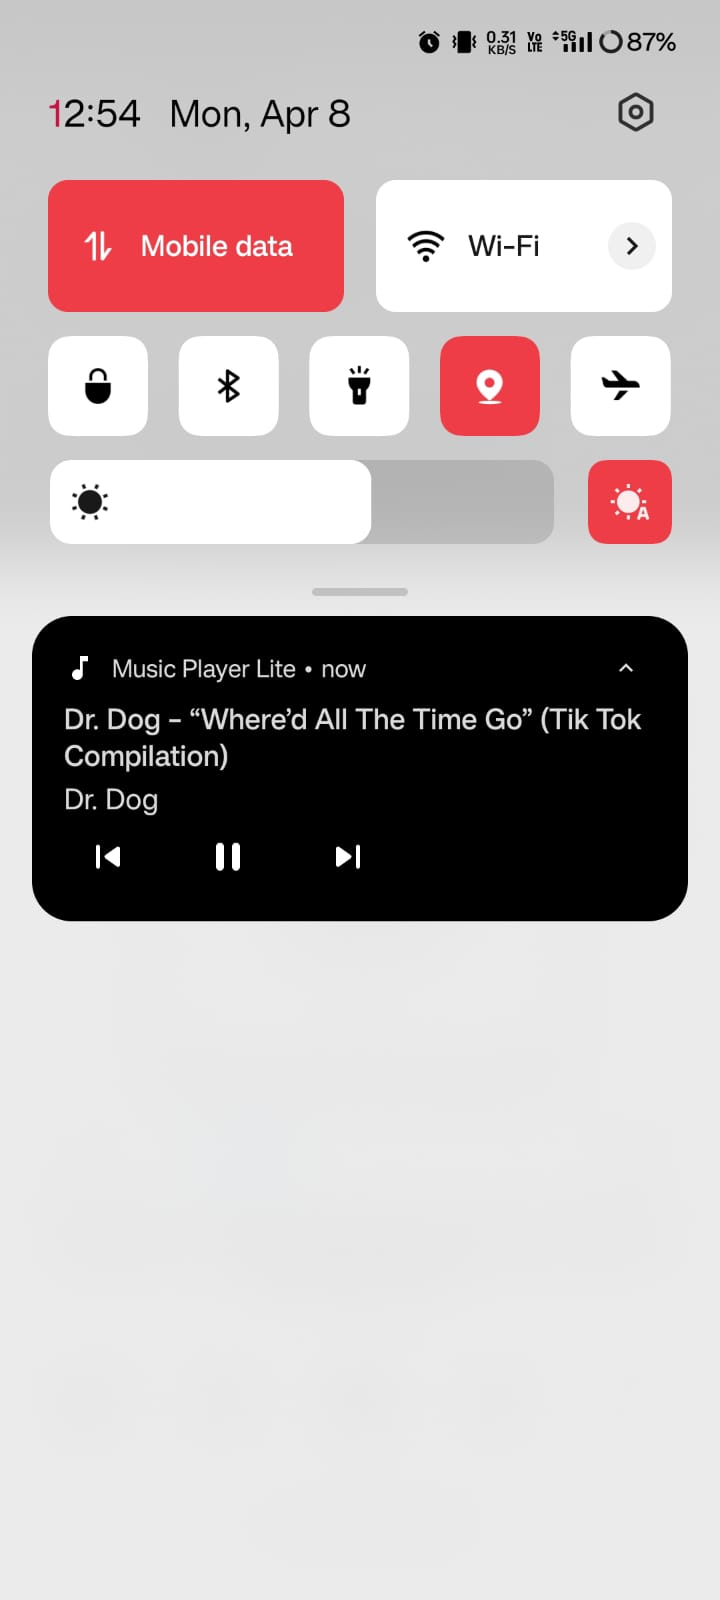 0.31
KB/S
Vo
LTE
5G
87%
12:54 Mon, Apr 8
Mobile data
Wi-Fi
A
Music Player Lite • now
Dr. Dog – “Where’d All The Time Go” (Tik Tok
Compilation)
Dr. Dog